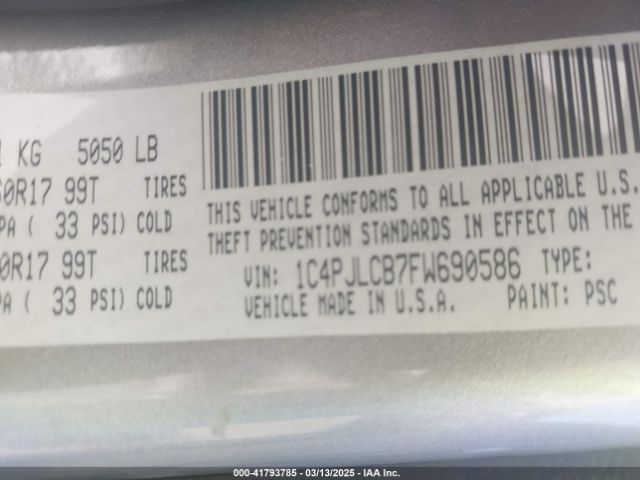 KG 5050 LB
0R17 99T TIRES
PA ( 33 PSI) COLD
0R17 99T TIRES
PA ( 33 PSI) COLD
THIS VEHICLE CONFORMS TO ALL APPLICABLE U.S.
THEFT PREVENTION STANDARDS IN EFFECT ON THE
VIN: 1C4PJLCB7FW690586 TYPE:
VEHICLE MADE IN U.S.A. PAINT: PSC
000-41793785 - 03/13/2025 - IAA Inc.